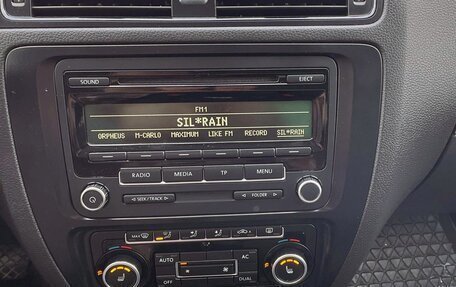 SOUND
EJECT
FM1
SIL*RAIN
ORPHEUS M-CARLO MAXIMUM LIKE FM RECORD SIL*RAIN
RADIO MEDIA TP MENU
SEEK/TRACK
FOLDER
MAX
AUTO
AC
OFF
DUAL